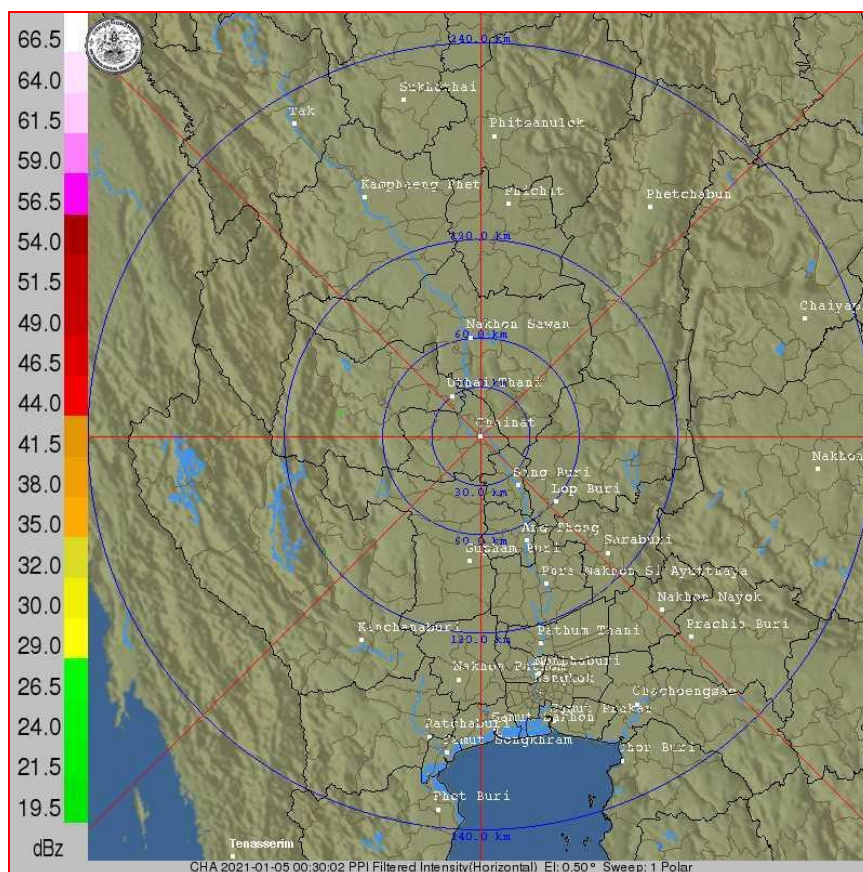 66.5
64.0
61.5
59.0
56.5
54.0
51.5
49.0
46.5
44.0
41.5
38.0
35.0
32.0
30.0
29.0
26.5
24.0
21.5
19.5
dBz
240.0 km
Sukhothai
Tak
Phitsanulok
Kamphaeng Phet
Phichit
Phetchabun
120.0 km
Chaiyap
Nakhon Sawan
60.0 km
Uthai Thani
Chainat
Nakhon
Sing Buri
30.0 km
Lop Buri
Ang Thong
60.0 km
Saraburi
Suphan Buri
Pora Nakhon Si Ayutthaya
Nakhon Nayok
Kanchanaburi
120.0 km
Pathum Thani
Prachin Buri
Nakhon Pathom
Nonthaburi
Bangkok
Chachoengsao
Samut Prakan
Samut Sakhon
Ratchaburi
Samut Songkhram
Chon Buri
Phet Buri
240.0 km
Tenasserim
CHA 2021-01-05 00:30:02 PPI Filtered Intensity(Horizontal) El: 0.50° Sweep: 1 Polar